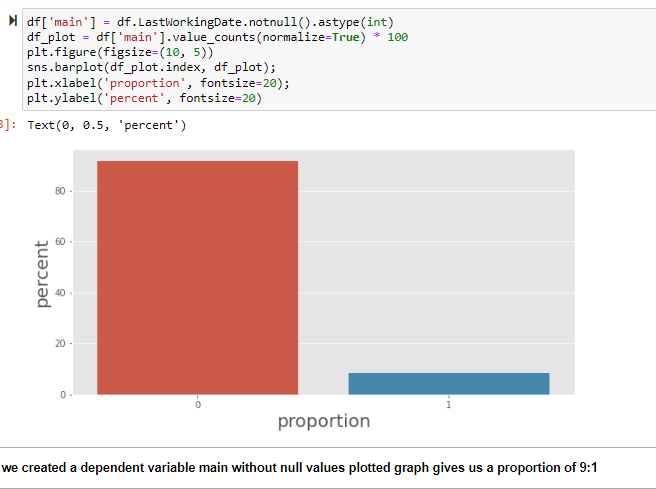 df['main'] = df.LastWorkingDate.notnull().astype(int)
df_plot = df['main'].value_counts(normalize=True) * 100
plt.figure(figsize=(10, 5))
sns.barplot(df_plot.index, df_plot);
plt.xlabel('proportion', fontsize=20);
plt.ylabel('percent', fontsize=20)
]: Text(0, 0.5, 'percent')
80
60
40
20
0
percent
0 1
proportion
we created a dependent variable main without null values plotted graph gives us a proportion of 9:1